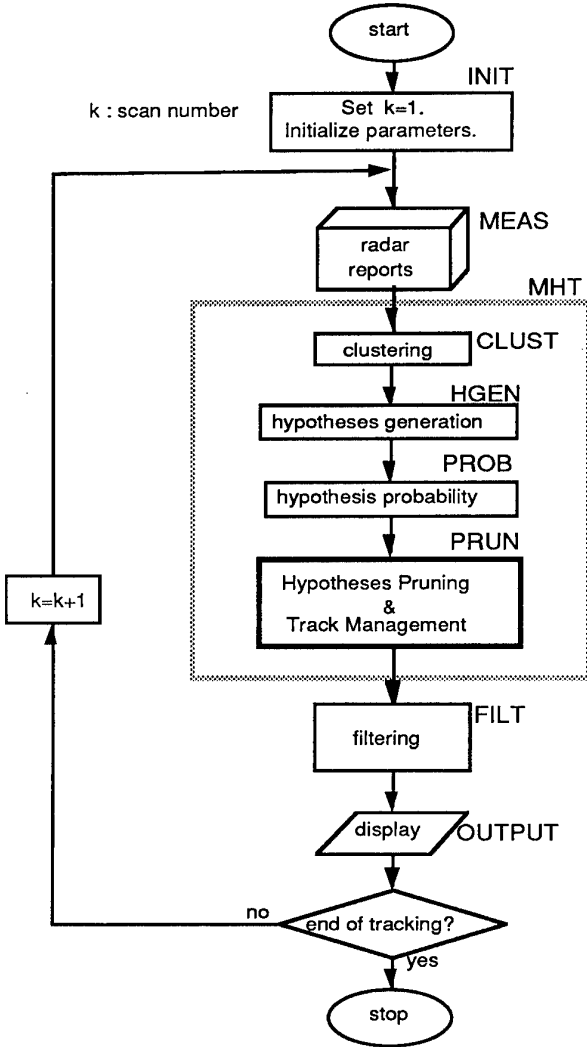 start
INIT
k : scan number
Set k=1.
Initialize parameters.
MEAS
radar
reports
MHT
clustering
CLUST
HGEN
hypotheses generation
PROB
hypothesis probability
PRUN
Hypotheses Pruning
&
Track Management
k=k+1
FILT
filtering
display
OUTPUT
no
end of tracking?
yes
stop